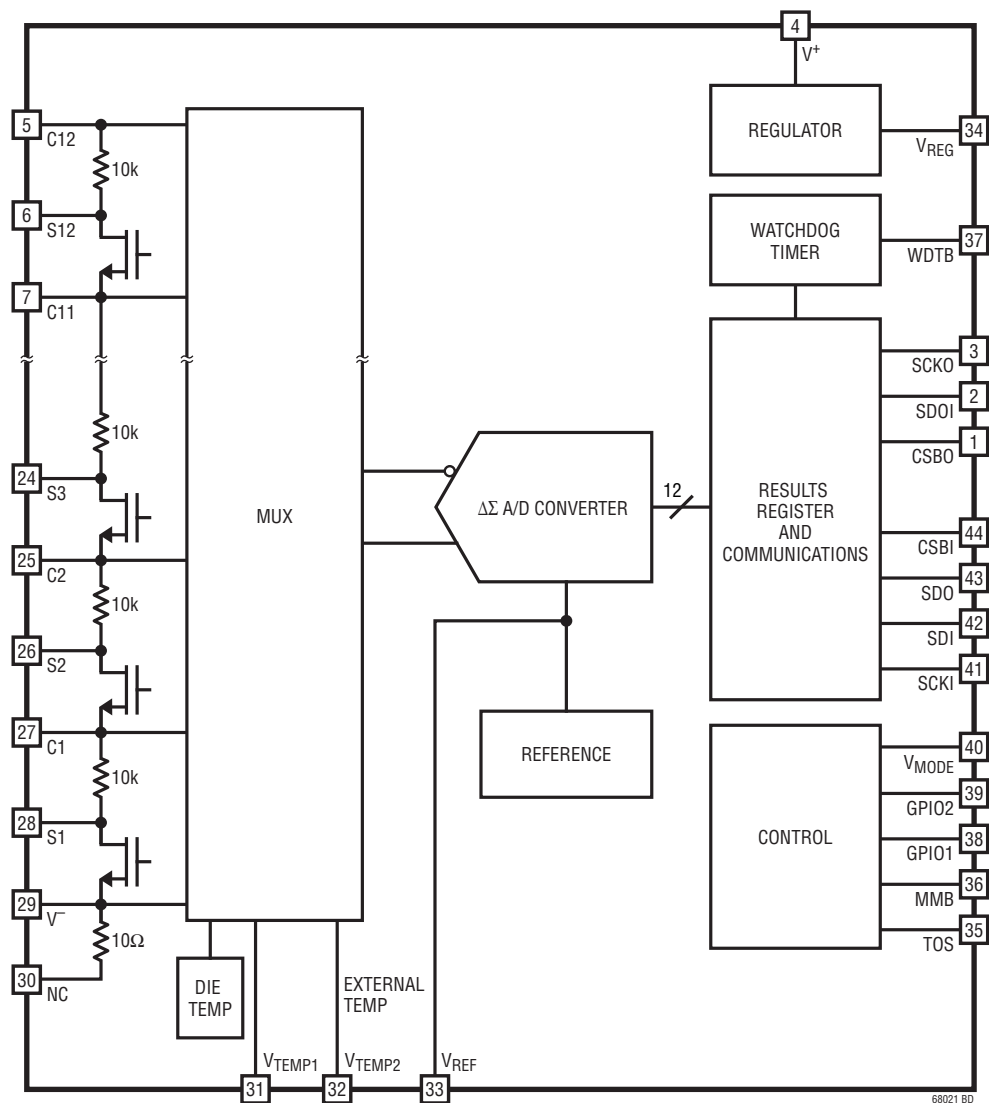 4
V+
5
C12
10k
6
S12
7
C11
10k
24
S3
25
C2
10k
26
S2
27
C1
10k
28
S1
29
V–
10Ω
30
NC
MUX
DIE
TEMP
EXTERNAL
TEMP
31
VTEMP1
32
VTEMP2
33
VREF
ΔΣ A/D CONVERTER
12
REFERENCE
REGULATOR
34
VREG
WATCHDOG
TIMER
37
WDTB
RESULTS
REGISTER
AND
COMMUNICATIONS
3
SCKO
2
SDOI
1
CSBO
44
CSBI
43
SDO
42
SDI
41
SCKI
CONTROL
40
VMODE
39
GPIO2
38
GPIO1
36
MMB
35
TOS
68021 BD